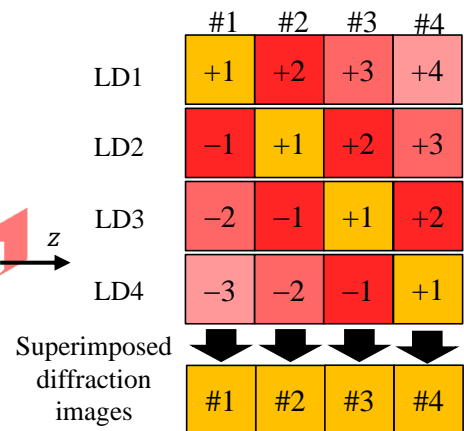 #1 #2 #3 #4
LD1 +1 +2 +3 +4
LD2 −1 +1 +2 +3
LD3 −2 −1 +1 +2
z
LD4 −3 −2 −1 +1
Superimposed
diffraction
images
#1 #2 #3 #4